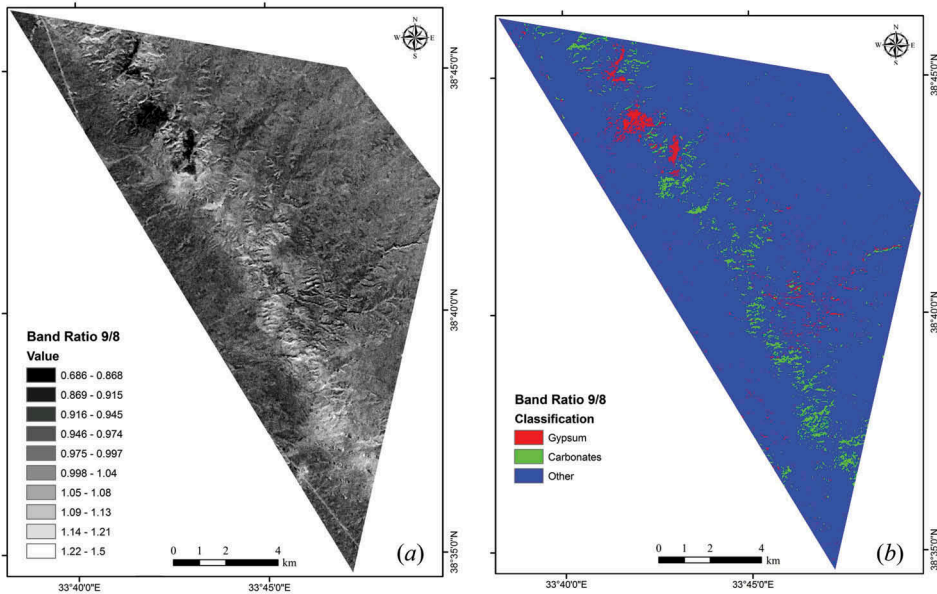 N
W E
S
38°45'0"N
38°40'0"N
38°35'0"N
Band Ratio 9/8
Value
0.686 - 0.868
0.869 - 0.915
0.916 - 0.945
0.946 - 0.974
0.975 - 0.997
0.998 - 1.04
1.05 - 1.08
1.09 - 1.13
1.14 - 1.21
1.22 - 1.5
0 1 2 4
km
(a)
33°40'0"E 33°45'0"E
N
W E
S
38°45'0"N
38°40'0"N
38°35'0"N
Band Ratio 9/8
Classification
Gypsum
Carbonates
Other
0 1 2 4
km
(b)
33°40'0"E 33°45'0"E